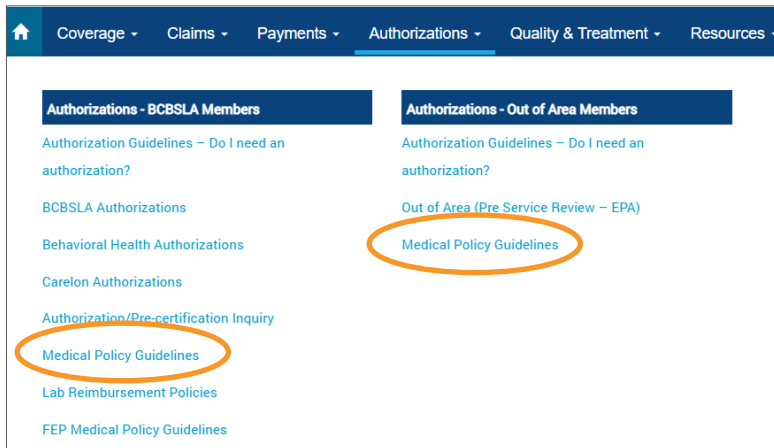 Coverage Claims Payments Authorizations Quality & Treatment Resources
Authorizations - BCBSLA Members
Authorization Guidelines – Do I need an
authorization?
BCBSLA Authorizations
Behavioral Health Authorizations
Carelon Authorizations
Authorization/Pre-certification Inquiry
Medical Policy Guidelines
Lab Reimbursement Policies
FEP Medical Policy Guidelines
Authorizations - Out of Area Members
Authorization Guidelines – Do I need an
authorization?
Out of Area (Pre Service Review – EPA)
Medical Policy Guidelines